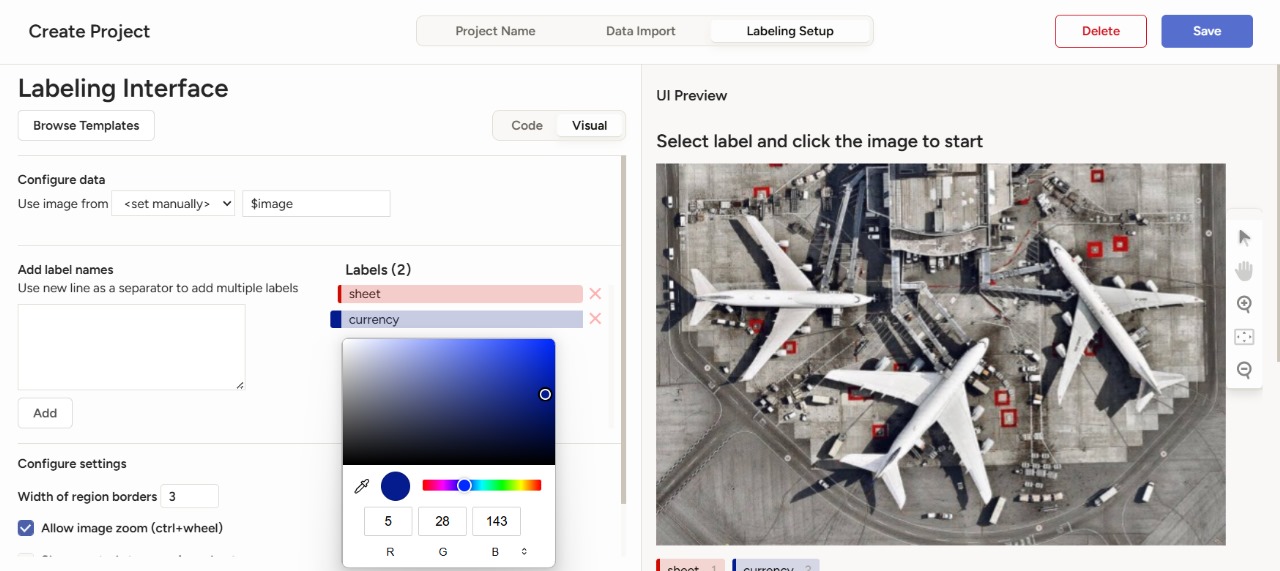 Create Project
Project Name
Data Import
Labeling Setup
Delete
Save
Labeling Interface
Browse Templates
Code
Visual
Configure data
Use image from <set manually> $image
Add label names
Use new line as a separator to add multiple labels
Add
Labels (2)
sheet
currency
5 28 143
R G B
Configure settings
Width of region borders 3
Allow image zoom (ctrl+wheel)
UI Preview
Select label and click the image to start
sheet 1 currency 2